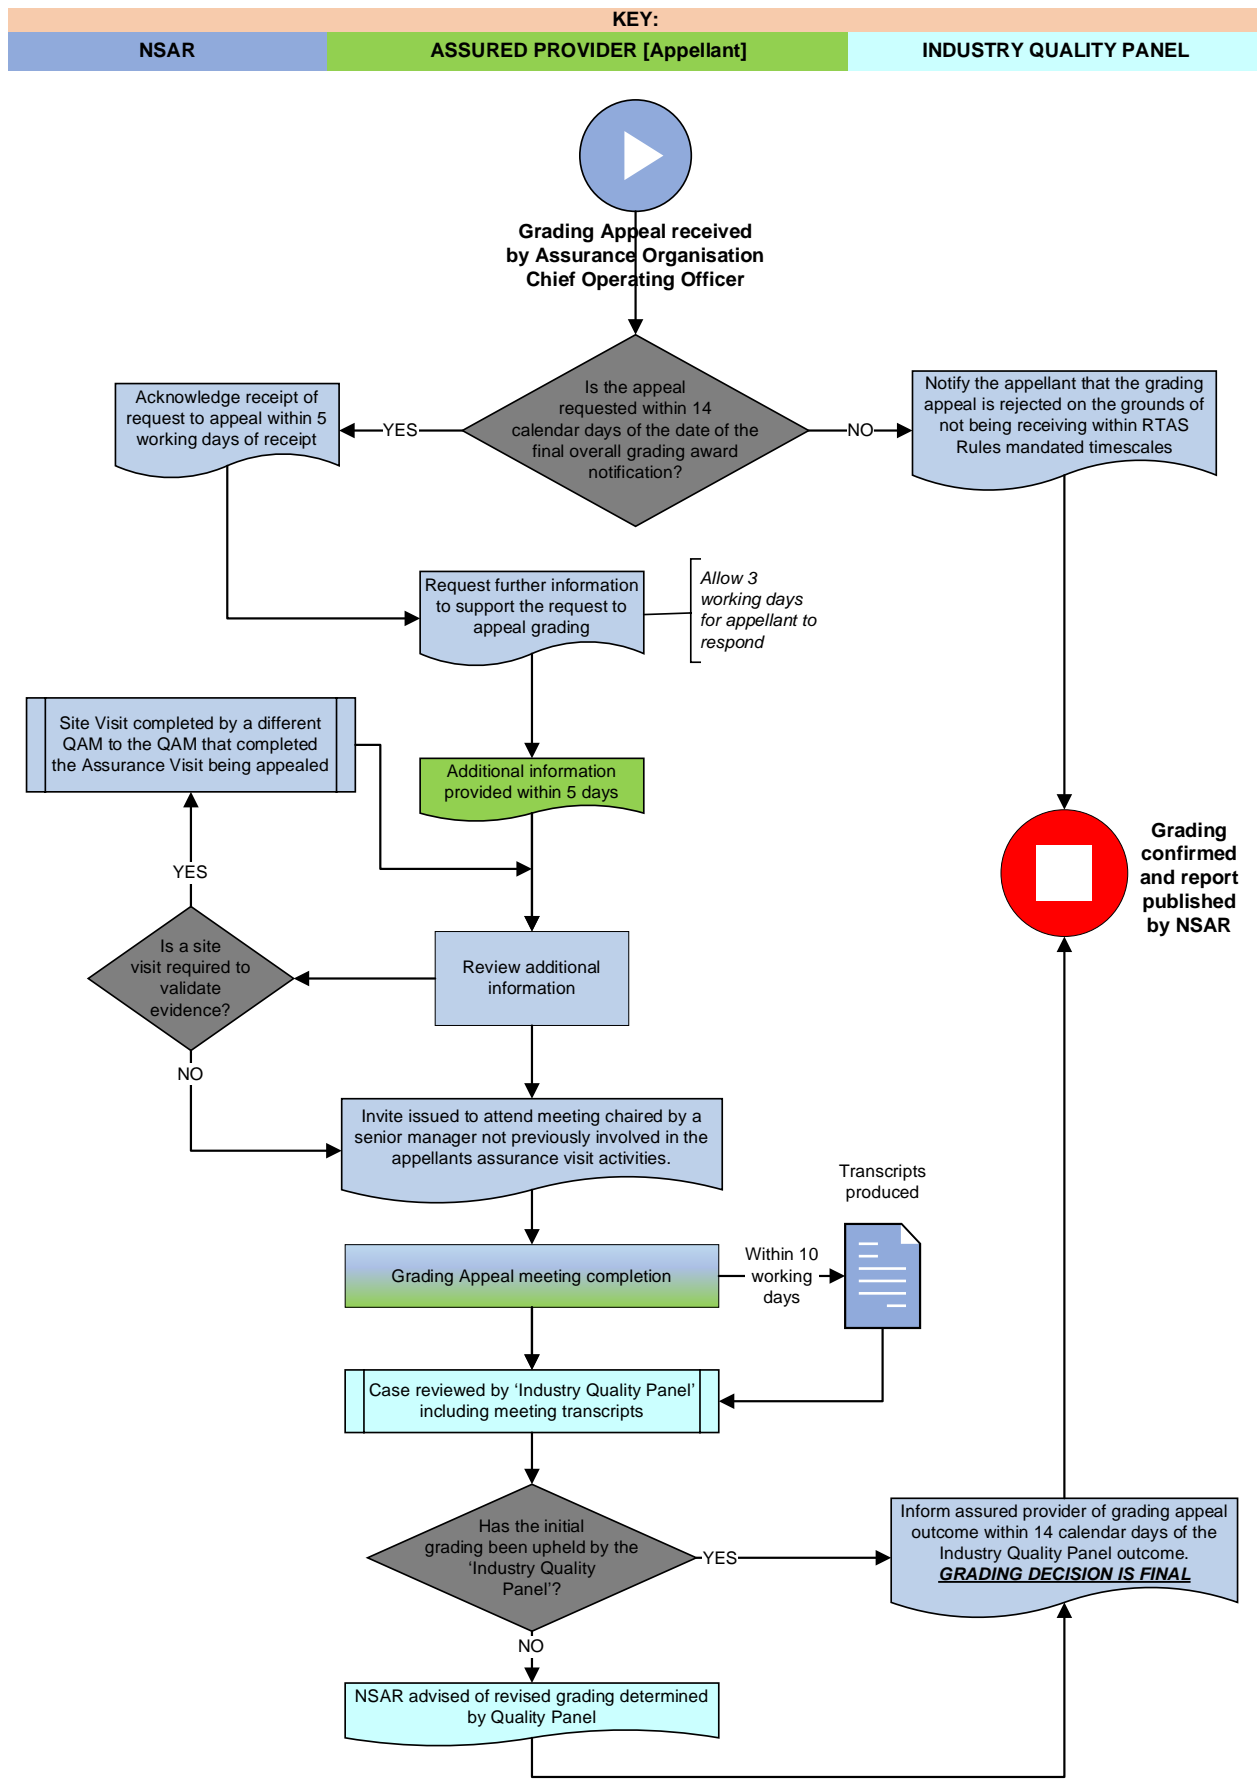 KEY:
NSAR
ASSURED PROVIDER [Appellant]
INDUSTRY QUALITY PANEL
Grading Appeal received
by Assurance Organisation
Chief Operating Officer
Is the appeal
requested within 14
calendar days of the date of the
final overall grading award
notification?
YES
NO
Acknowledge receipt of
request to appeal within 5
working days of receipt
Notify the appellant that the grading
appeal is rejected on the grounds of
not being receiving within RTAS
Rules mandated timescales
Request further information
to support the request to
appeal grading
Allow 3
working days
for appellant to
respond
Site Visit completed by a different
QAM to the QAM that completed
the Assurance Visit being appealed
Additional information
provided within 5 days
Grading
confirmed
and report
published
by NSAR
YES
Is a site
visit required to
validate
evidence?
Review additional
information
NO
Invite issued to attend meeting chaired by a
senior manager not previously involved in the
appellants assurance visit activities.
Transcripts
produced
Grading Appeal meeting completion
Within 10
working
days
Case reviewed by ‘Industry Quality Panel’
including meeting transcripts
Has the initial
grading been upheld by the
‘Industry Quality
Panel’?
YES
Inform assured provider of grading appeal
outcome within 14 calendar days of the
Industry Quality Panel outcome.
GRADING DECISION IS FINAL
NO
NSAR advised of revised grading determined
by Quality Panel